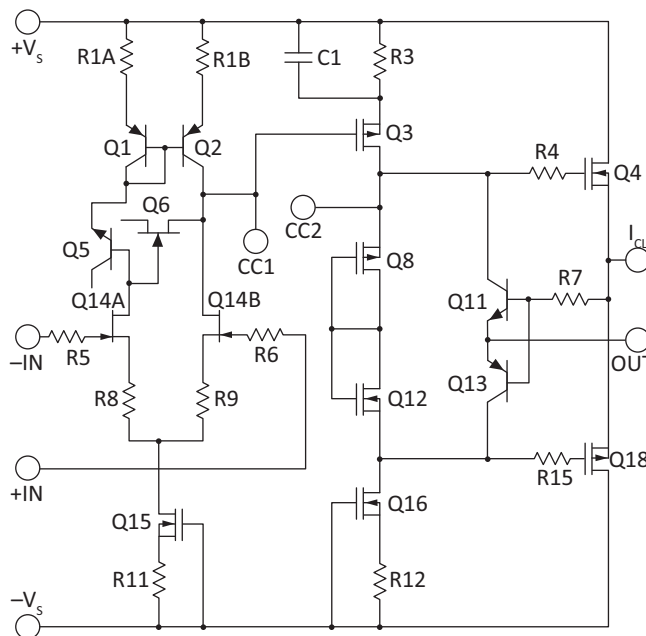 +Vs
R1A
R1B
C1
R3
Q1
Q2
Q3
R4
Q4
Q6
Q5
CC1
CC2
Q8
ICL
Q14A
Q14B
Q11
R7
–IN
R5
R6
OUT
Q13
R8
R9
Q12
+IN
R15
Q18
Q15
Q16
R11
R12
–Vs